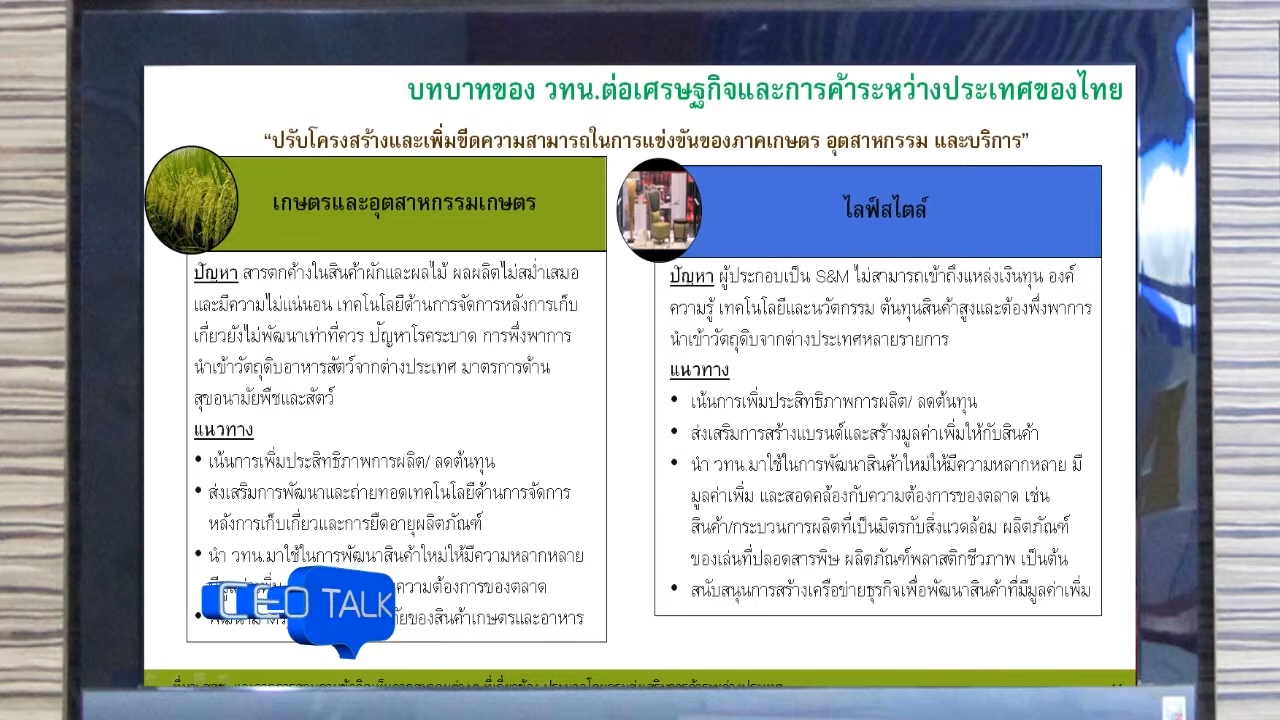 บทบาทของ วทน.ต่อเศรษฐกิจและการค้าระหว่างประเทศของไทย
“ปรับโครงสร้างและเพิ่มขีดความสามารถในการแข่งขันของภาคเกษตร อุตสาหกรรม และบริการ”
เกษตรและอุตสาหกรรมเกษตร
ปัญหา สารตกค้างในสินค้าผักและผลไม้ ผลผลิตไม่สม่ำเสมอ
และมีความไม่แน่นอน เทคโนโลยีด้านการจัดการหลังการเก็บ
เกี่ยวยังไม่พัฒนาเท่าที่ควร ปัญหาโรคระบาด การพึ่งพาการ
นำเข้าวัตถุดิบอาหารสัตว์จากต่างประเทศ มาตรการด้าน
สุขอนามัยพืชและสัตว์
แนวทาง
• เน้นการเพิ่มประสิทธิภาพการผลิต/ ลดต้นทุน
• ส่งเสริมการพัฒนาและถ่ายทอดเทคโนโลยีด้านการจัดการ
หลังการเก็บเกี่ยวและการยืดอายุผลิตภัณฑ์
• นำ วทน.มาใช้ในการพัฒนาสินค้าใหม่ให้มีความหลากหลาย
ความต้องการของตลาด
ของสินค้าเกษตรและอาหาร
CEO TALK
ไลฟ์สไตล์
ปัญหา ผู้ประกอบเป็น S&M ไม่สามารถเข้าถึงแหล่งเงินทุน องค์
ความรู้ เทคโนโลยีและนวัตกรรม ต้นทุนสินค้าสูงและต้องพึ่งพาการ
นำเข้าวัตถุดิบจากต่างประเทศหลายรายการ
แนวทาง
• เน้นการเพิ่มประสิทธิภาพการผลิต/ ลดต้นทุน
• ส่งเสริมการสร้างแบรนด์และสร้างมูลค่าเพิ่มให้กับสินค้า
• นำ วทน.มาใช้ในการพัฒนาสินค้าใหม่ให้มีความหลากหลาย มี
มูลค่าเพิ่ม และสอดคล้องกับความต้องการของตลาด เช่น
สินค้า/กระบวนการผลิตที่เป็นมิตรกับสิ่งแวดล้อม ผลิตภัณฑ์
ของเล่นที่ปลอดสารพิษ ผลิตภัณฑ์พลาสติกชีวภาพ เป็นต้น
• สนับสนุนการสร้างเครือข่ายธุรกิจเพื่อพัฒนาสินค้าที่มีมูลค่าเพิ่ม